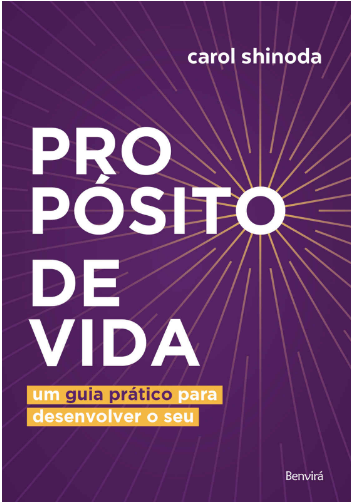 carol shinoda
PRO
PÓSITO
DE
VIDA
um guia prático para
desenvolver o seu
Benvirá